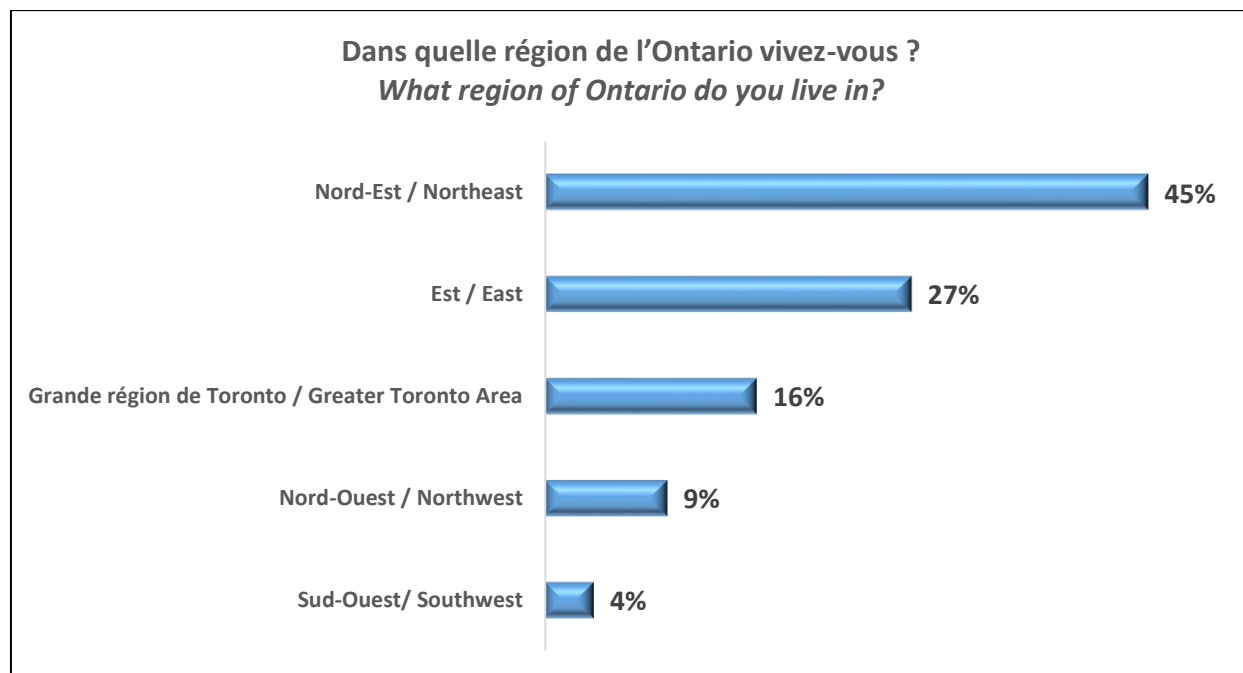 Dans quelle région de l’Ontario vivez-vous ?
What region of Ontario do you live in?
Nord-Est / Northeast
45%
Est / East
27%
Grande région de Toronto / Greater Toronto Area
16%
Nord-Ouest / Northwest
9%
Sud-Ouest/ Southwest
4%